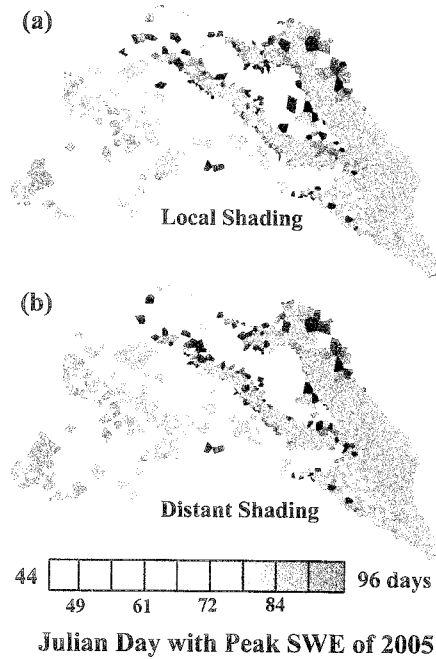 (a)
Local Shading
(b)
Distant Shading
44 96 days
49 61 72 84
Julian Day with Peak SWE of 2005